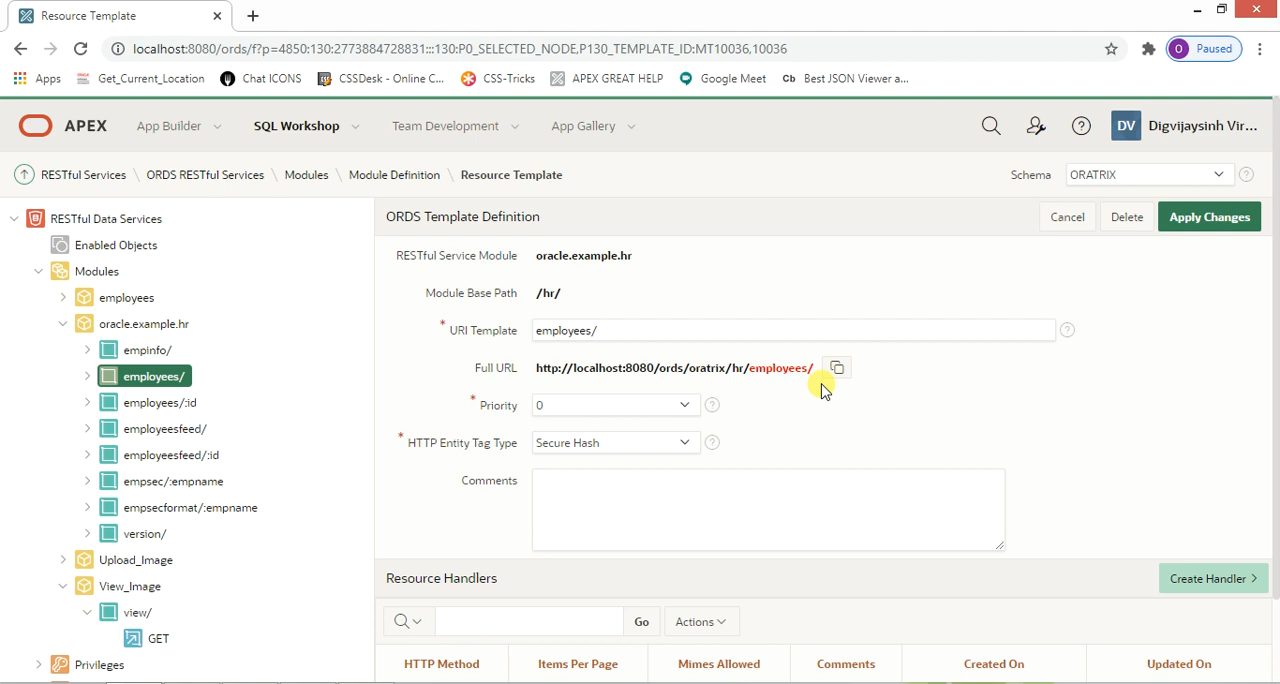 Resource Template
localhost:8080/ords/f?p=4850:130:2773884728831:::130:P0_SELECTED_NODE,P130_TEMPLATE_ID:MT10036,10036
O Paused
Apps Get_Current_Location Chat ICONS CSSDesk - Online C... CSS-Tricks APEX GREAT HELP Google Meet Cb Best JSON Viewer a...
APEX App Builder SQL Workshop Team Development App Gallery DV Digvijaysinh Vir...
RESTful Services \ ORDS RESTful Services \ Modules \ Module Definition \ Resource Template Schema ORATRIX
RESTful Data Services
Enabled Objects
Modules
employees
oracle.example.hr
empinfo/
employees/
employees/:id
employeesfeed/
employeesfeed/:id
empsec/:empname
empsecformat/:empname
version/
Upload_Image
View_Image
view/
GET
Privileges
ORDS Template Definition Cancel Delete Apply Changes
RESTful Service Module oracle.example.hr
Module Base Path /hr/
* URI Template employees/
Full URL http://localhost:8080/ords/oratrix/hr/employees/
* Priority 0
* HTTP Entity Tag Type Secure Hash
Comments
Resource Handlers Create Handler >
Go Actions
HTTP Method Items Per Page Mimes Allowed Comments Created On Updated On